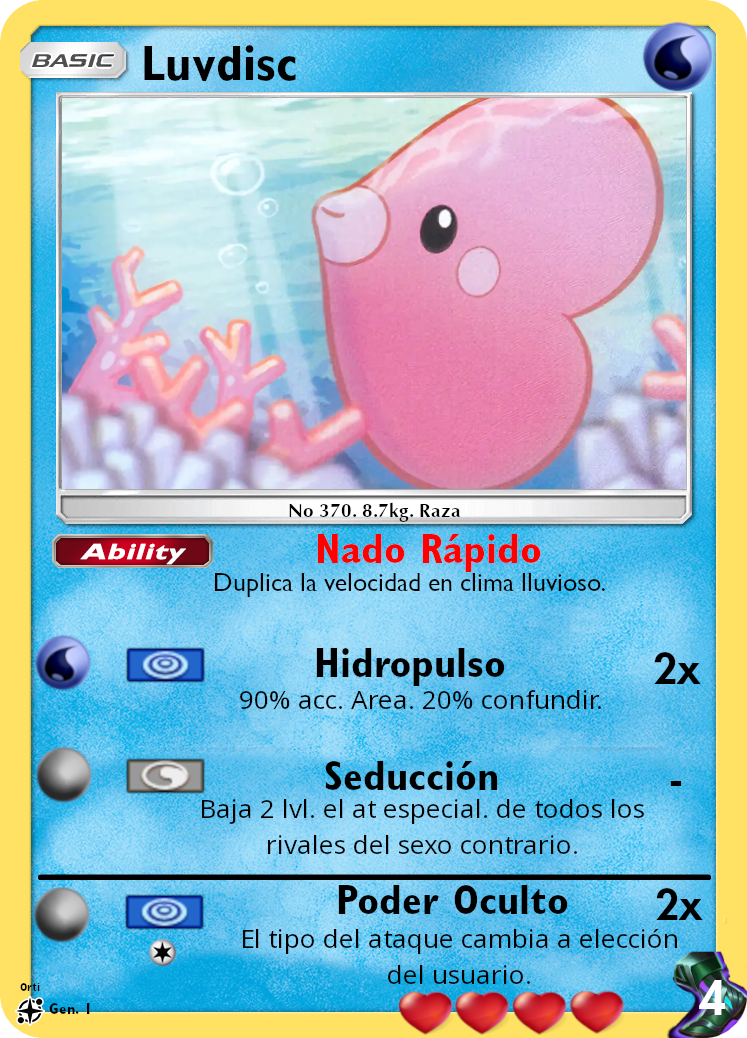 BASIC Luvdisc
No 370. 8.7kg. Raza
Ability Nado Rápido
Duplica la velocidad en clima lluvioso.
Hidropulso 2x
90% acc. Area. 20% confundir.
Seducción -
Baja 2 lvl. el at especial. de todos los
rivales del sexo contrario.
Poder Oculto 2x
El tipo del ataque cambia a elección
del usuario.
Orti
Gen. I
4